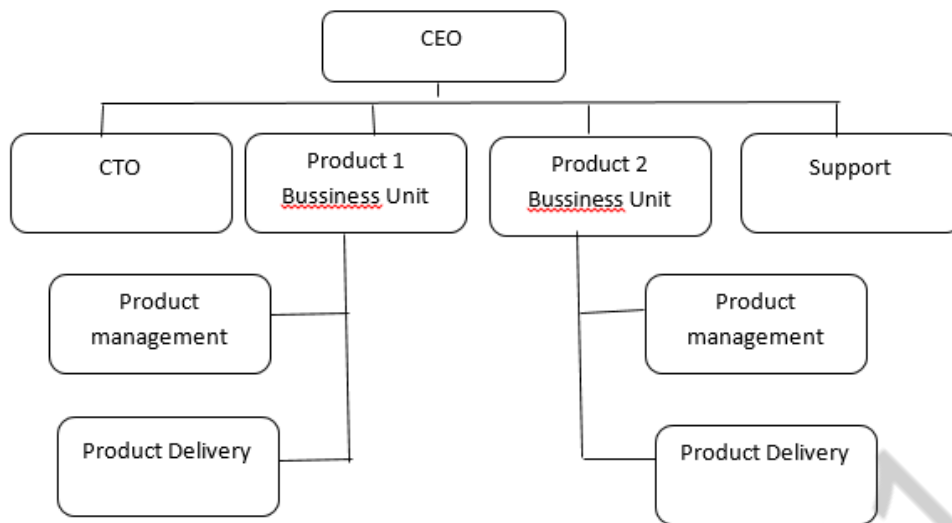 CEO
CTO
Product 1
Bussiness Unit
Product 2
Bussiness Unit
Support
Product
management
Product
management
Product Delivery
Product Delivery